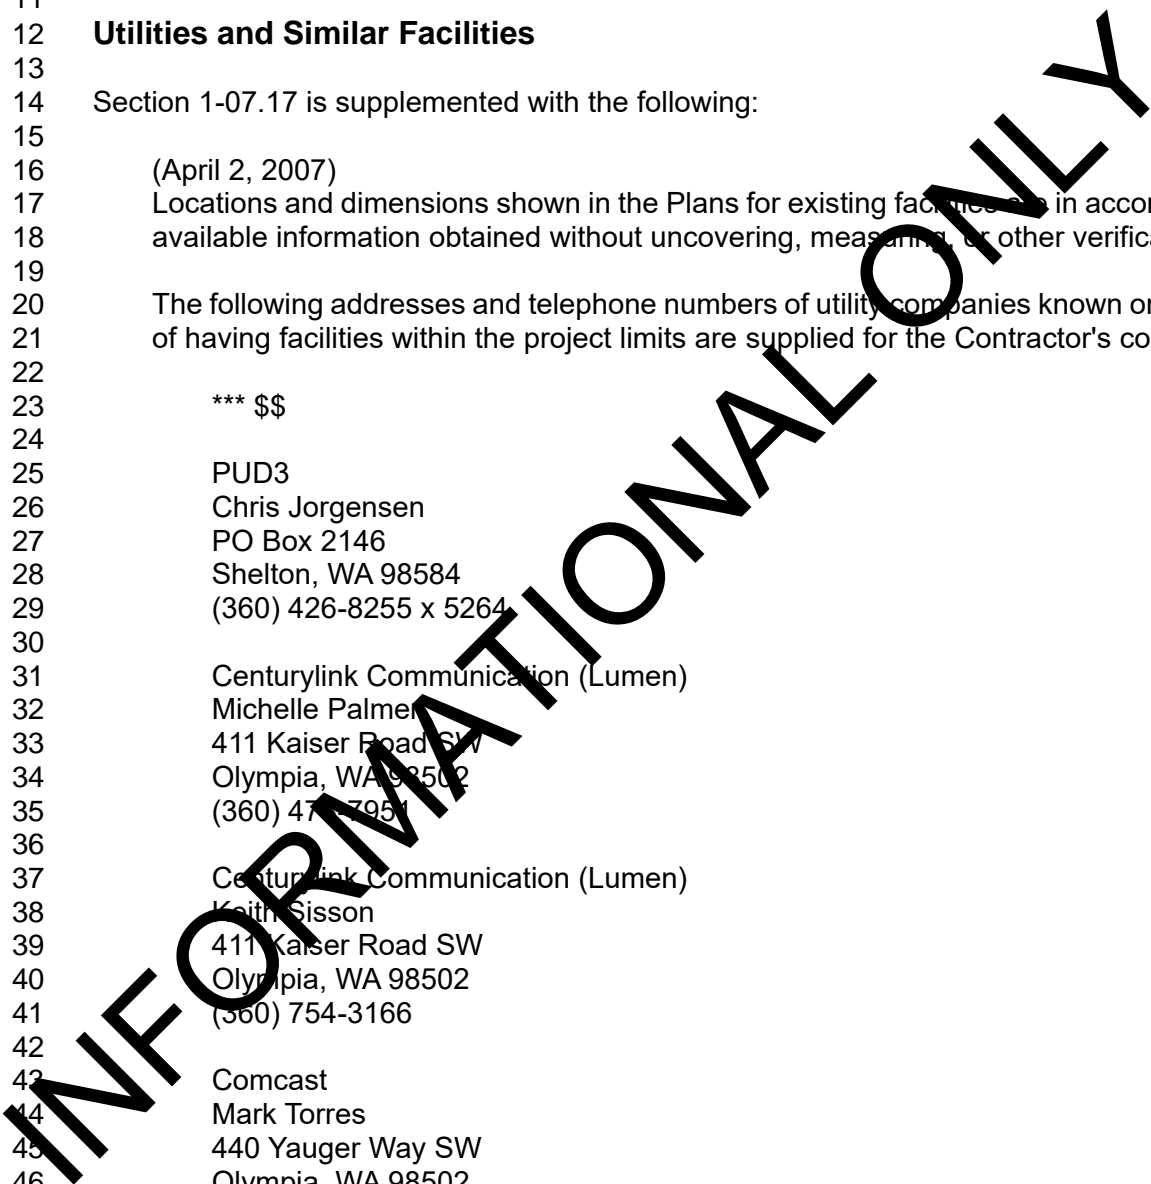 11
12 Utilities and Similar Facilities
13
14 Section 1-07.17 is supplemented with the following:
15
16 (April 2, 2007)
17 Locations and dimensions shown in the Plans for existing facilities are in
18 available information obtained without uncovering, measuring, or other
19
20 The following addresses and telephone numbers of utility companies known
21 of having facilities within the project limits are supplied for the Contractor's
22
23 *** $$
24
25 PUD3
26 Chris Jorgensen
27 PO Box 2146
28 Shelton, WA 98584
29 (360) 426-8255 x 5264
30
31 Centurylink Communication (Lumen)
32 Michelle Palmer
33 411 Kaiser Road SW
34 Olympia, WA 98502
35 (360)
36
37 Centurylink Communication (Lumen)
38 Keith Sisson
39 411 Kaiser Road SW
40 Olympia, WA 98502
41 (360) 754-3166
42
43 Comcast
44 Mark Torres
45 440 Yauger Way SW
46 Olympia, WA 98502
INFORMATIONAL ONLY